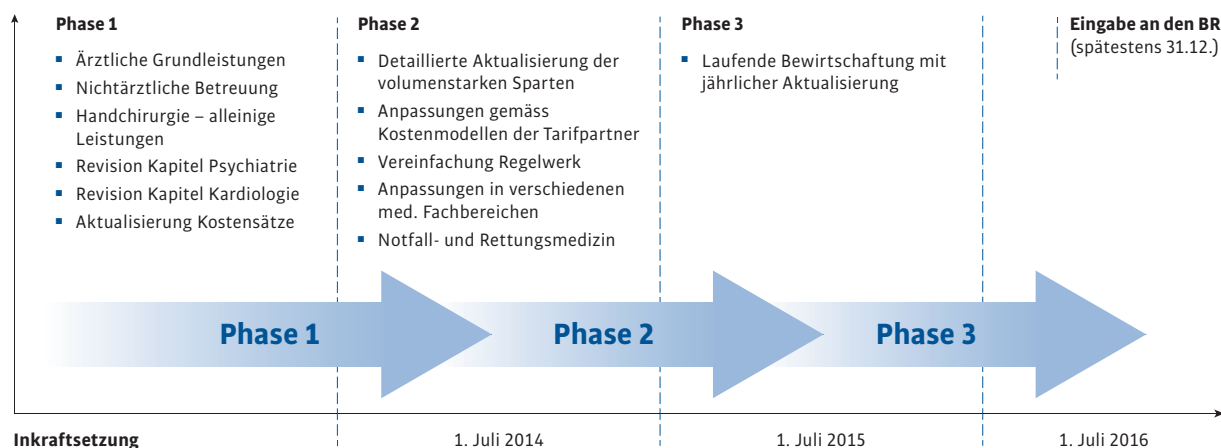 Phase 1
▪ Ärztliche Grundleistungen
▪ Nichtärztliche Betreuung
▪ Handchirurgie – alleinige
Leistungen
▪ Revision Kapitel Psychiatrie
▪ Revision Kapitel Kardiologie
▪ Aktualisierung Kostensätze
Phase 2
▪ Detaillierte Aktualisierung der
volumenstarken Sparten
▪ Anpassungen gemäss
Kostenmodellen der Tarifpartner
▪ Vereinfachung Regelwerk
▪ Anpassungen in verschiedenen
med. Fachbereichen
▪ Notfall- und Rettungsmedizin
Phase 3
▪ Laufende Bewirtschaftung mit
jährlicher Aktualisierung
Eingabe an den BR
(spätestens 31.12.)
Phase 1
Phase 2
Phase 3
Inkraftsetzung
1. Juli 2014
1. Juli 2015
1. Juli 2016